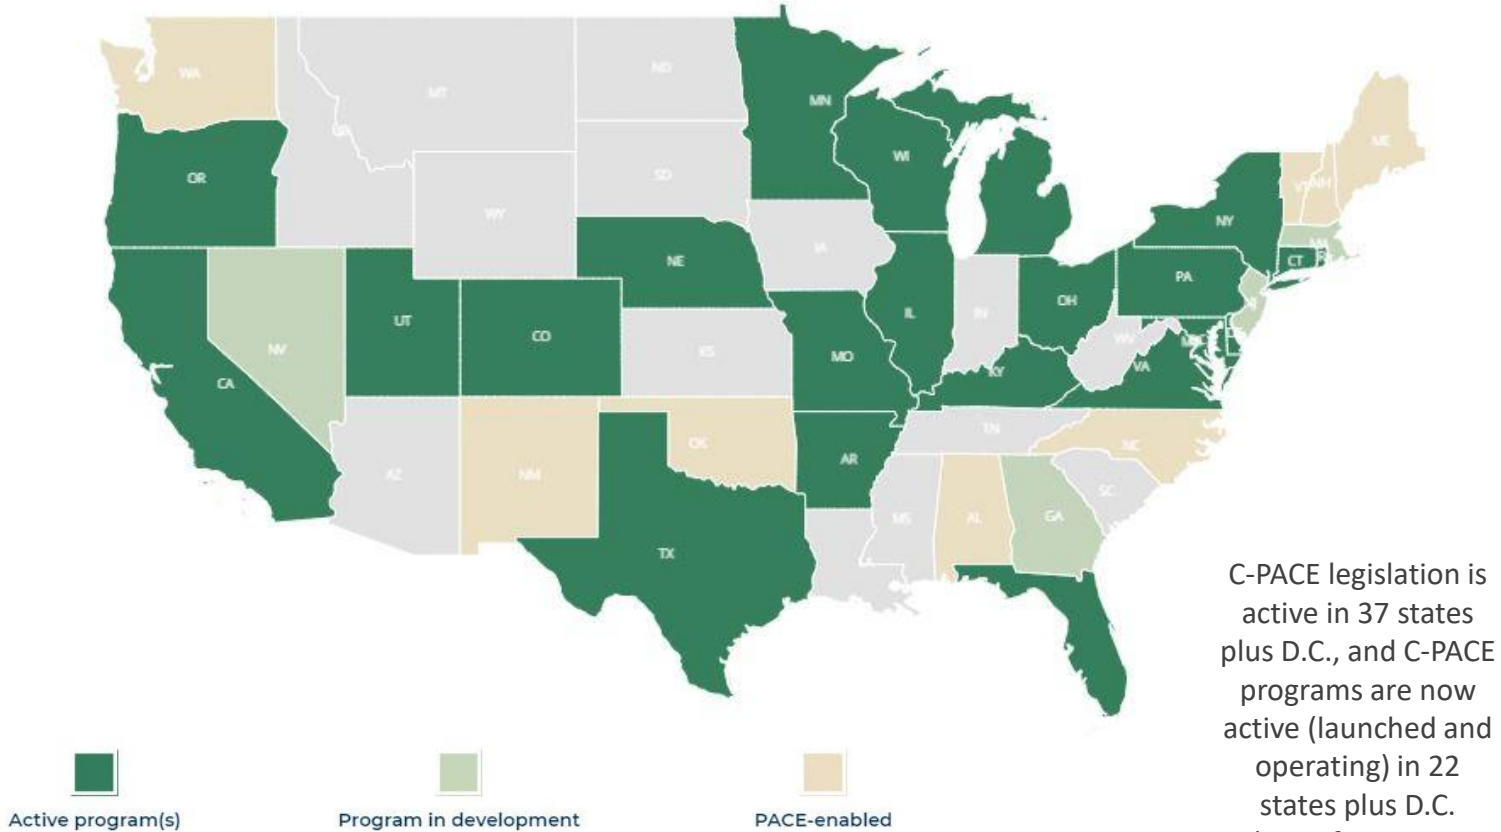 WA
MT
ND
MN
ME
OR
SD
WI
VT NH
WY
NY
IA
NE
CT
PA
OH
UT
IL
IN
CO
NV
WV
KS
MO
VA
CA
KY
TN
OK
NC
AZ
NM
AR
SC
MS
AL
GA
TX
LA
C-PACE legislation is
active in 37 states
plus D.C., and C-PACE
programs are now
active (launched and
operating) in 22
states plus D.C.
Active program(s)
Program in development
PACE-enabled